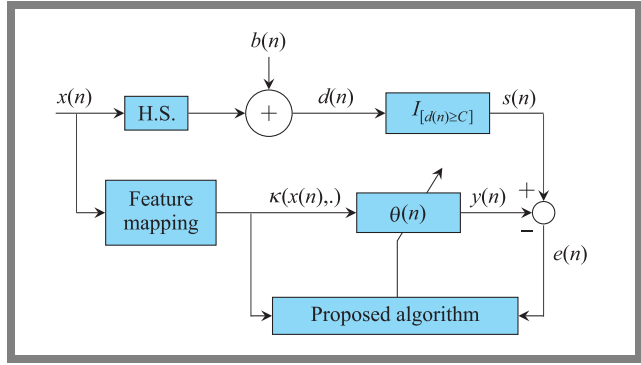 b(n)
x(n)
H.S.
+
d(n)
I[d(n)≥C]
s(n)
Feature
mapping
κ(x(n),.)
θ(n)
y(n)
+
−
e(n)
Proposed algorithm